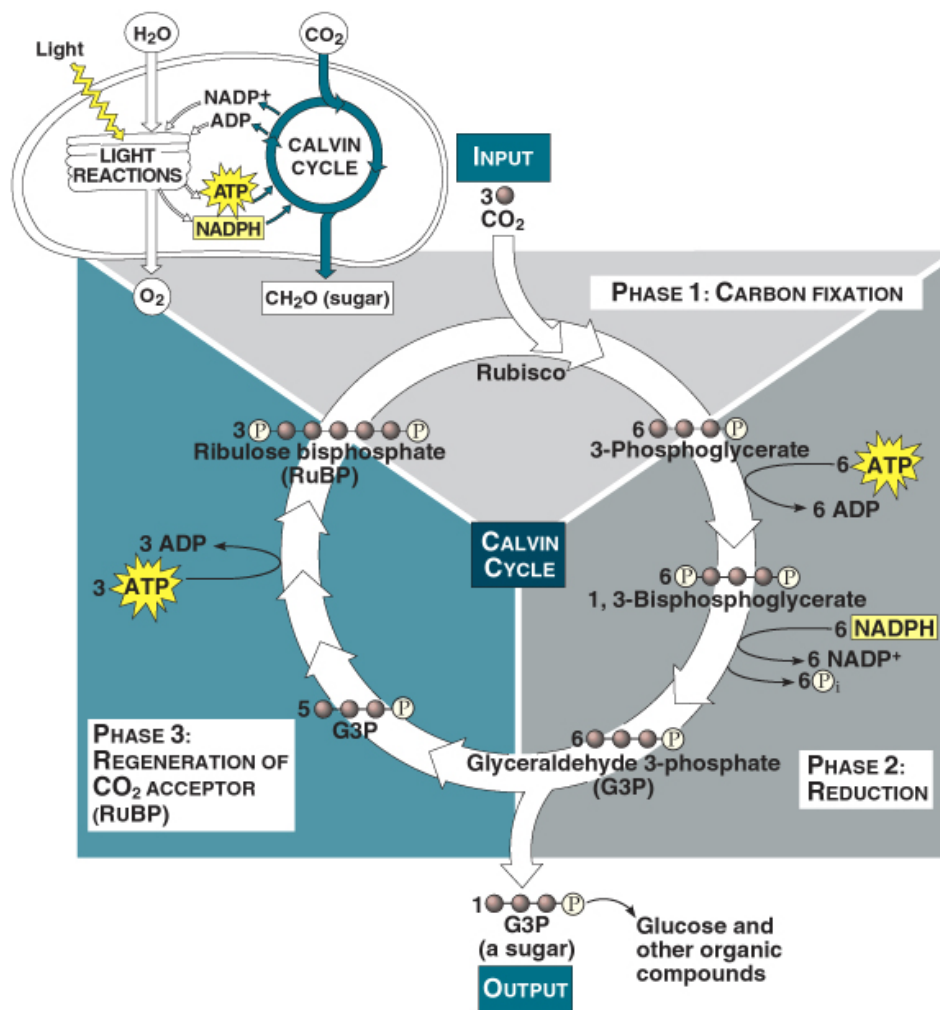 H2O
CO2
Light
NADP+
ADP
LIGHT
REACTIONS
CALVIN
CYCLE
ATP
NADPH
O2
CH2O (sugar)
INPUT
3
CO2
PHASE 1: CARBON FIXATION
Rubisco
3 P P
Ribulose bisphosphate
(RuBP)
6 P
3-Phosphoglycerate
6 ATP
6 ADP
CALVIN
CYCLE
3 ADP
3 ATP
6 P P
1, 3-Bisphosphoglycerate
6 NADPH
6 NADP+
6 Pi
5 P
G3P
6 P
Glyceraldehyde 3-phosphate
(G3P)
PHASE 3:
REGENERATION OF
CO2 ACCEPTOR
(RUBP)
PHASE 2:
REDUCTION
1 P
G3P
(a sugar)
Glucose and
other organic
compounds
OUTPUT